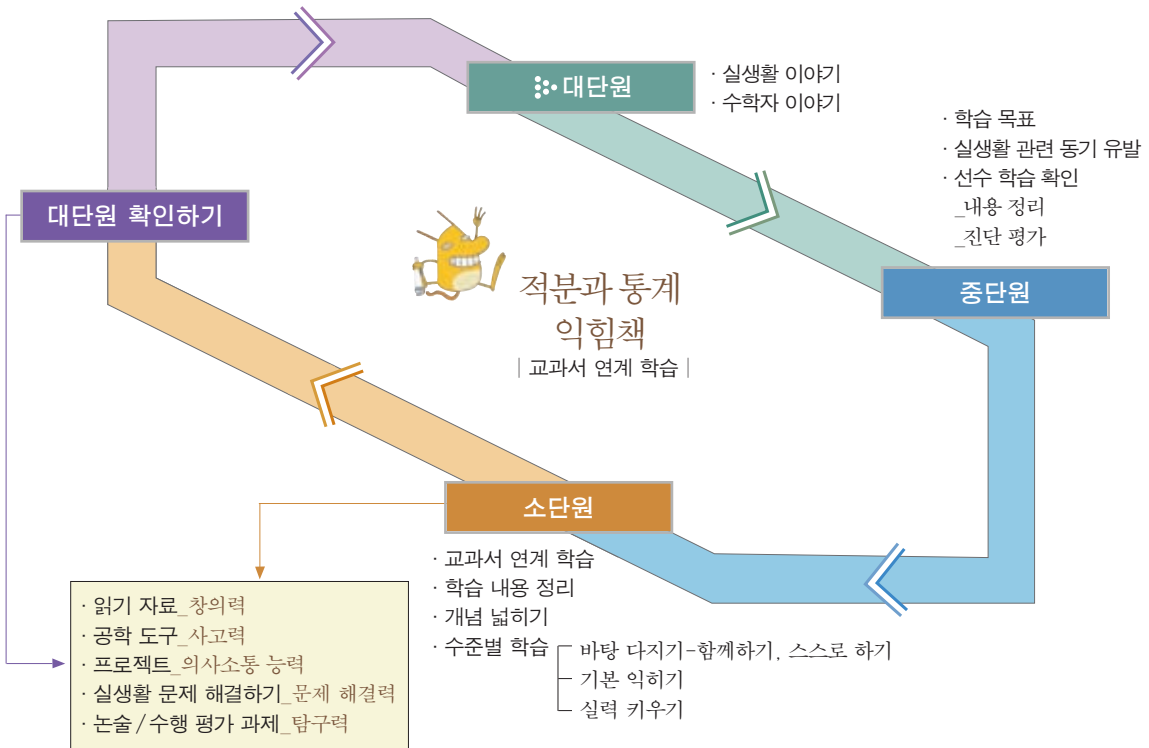 대단원
· 실생활 이야기
· 수학자 이야기
· 학습 목표
· 실생활 관련 동기 유발
· 선수 학습 확인
_내용 정리
_진단 평가
중단원
대단원 확인하기
적분과 통계
익힘책
| 교과서 연계 학습 |
소단원
· 교과서 연계 학습
· 학습 내용 정리
· 개념 넓히기
· 수준별 학습
바탕 다지기-함께하기, 스스로 하기
기본 익히기
실력 키우기
· 읽기 자료_창의력
· 공학 도구_사고력
· 프로젝트_의사소통 능력
· 실생활 문제 해결하기_문제 해결력
· 논술/수행 평가 과제_탐구력